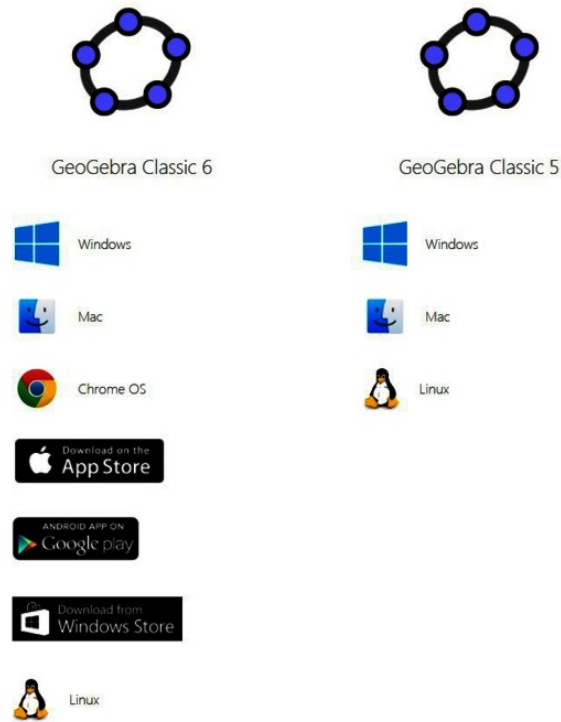 GeoGebra Classic 6
Windows
Mac
Chrome OS
Download on the
App Store
ANDROID APP ON
Google play
Download from
Windows Store
Linux
GeoGebra Classic 5
Windows
Mac
Linux